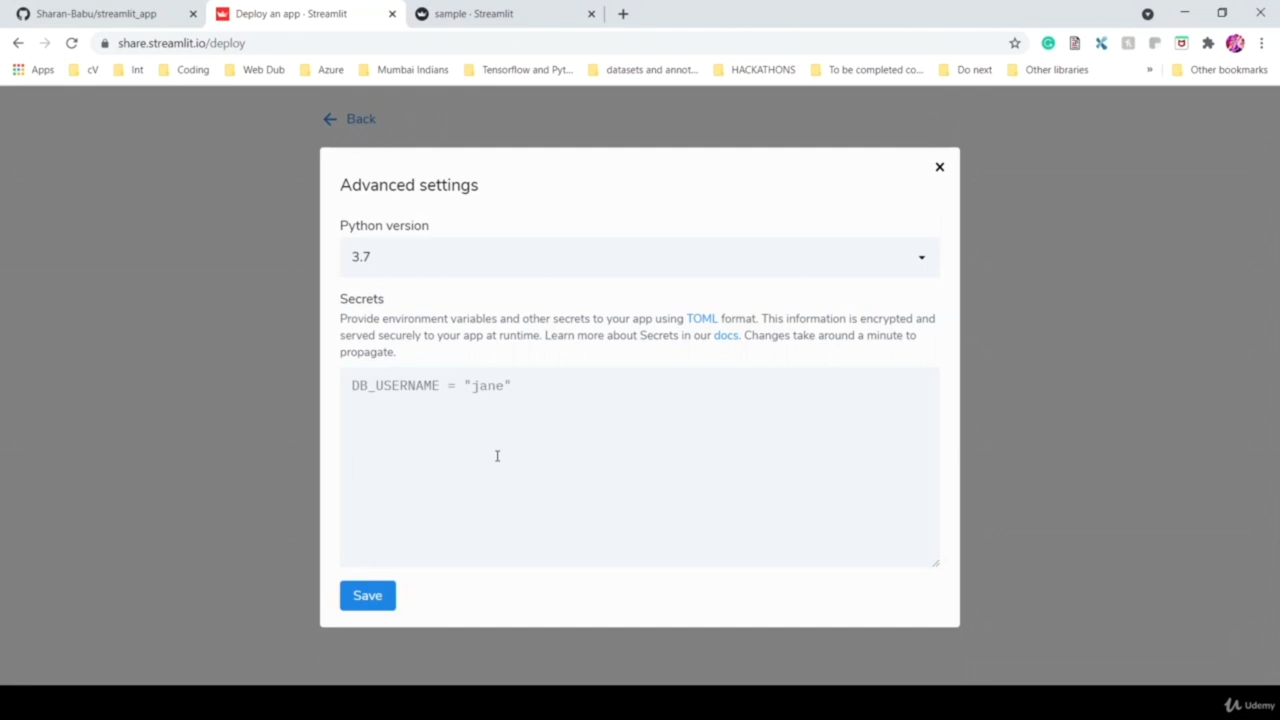 Sharan-Babu/streamlit_app
Deploy an app · Streamlit
sample · Streamlit
share.streamlit.io/deploy
Apps cV Int Coding Web Dub Azure Mumbai Indians Tensorflow and Pyt... datasets and annot... HACKATHONS To be completed co... Do next Other libraries » Other bookmarks
Back
Advanced settings
Python version
3.7
Secrets
Provide environment variables and other secrets to your app using TOML format. This information is encrypted and
served securely to your app at runtime. Learn more about Secrets in our docs. Changes take around a minute to
propagate.
DB_USERNAME = "jane"
Save
Udemy